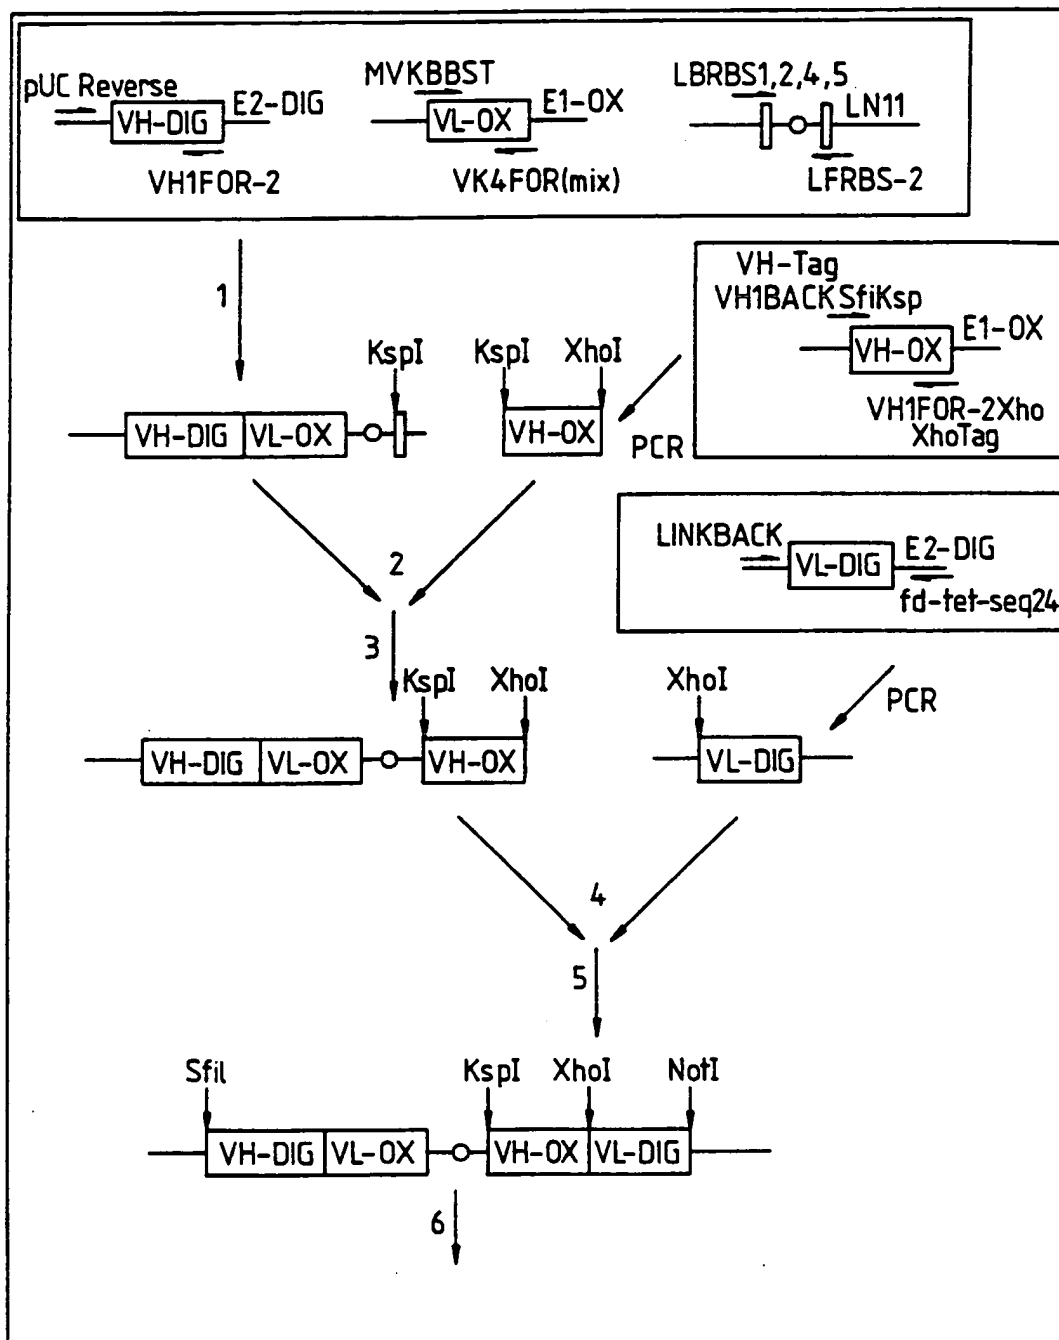 pUC Reverse
VH-DIG
E2-DIG
VH1FOR-2
MVKBBST
VL-OX
E1-OX
VK4FOR(mix)
LBRBS1,2,4,5
LN11
LFRBS-2
1
VH-Tag
VH1BACKSfiKsp
VH-OX
E1-OX
VH1FOR-2Xho
XhoTag
KspI
VH-DIG
VL-OX
KspI
XhoI
VH-OX
PCR
2
LINKBACK
VL-DIG
E2-DIG
fd-tet-seq24
3
KspI
XhoI
VH-DIG
VL-OX
VH-OX
XhoI
VL-DIG
PCR
4
5
Sfil
KspI
XhoI
NotI
VH-DIG
VL-OX
VH-OX
VL-DIG
6